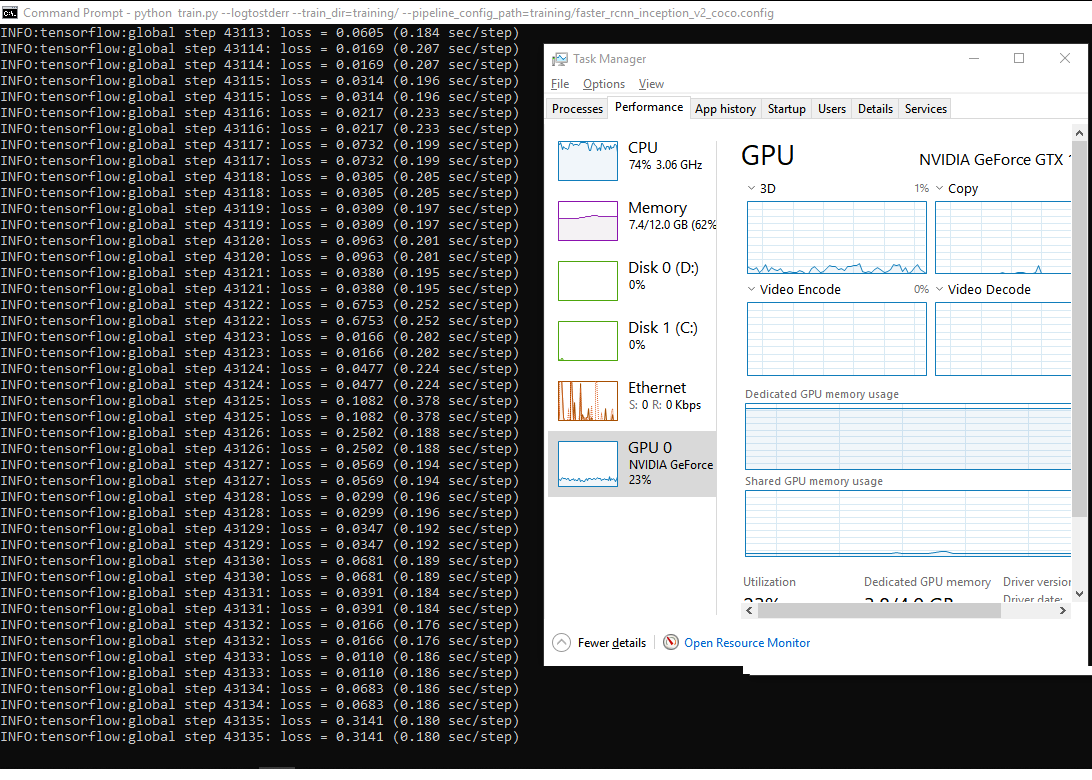 Command Prompt - python train.py --logtostderr --train_dir=training/ --pipeline_config_path=training/faster_rcnn_inception_v2_coco.config
INFO:tensorflow:global step 43113: loss = 0.0605 (0.184 sec/step)
INFO:tensorflow:global step 43114: loss = 0.0169 (0.207 sec/step)
INFO:tensorflow:global step 43114: loss = 0.0169 (0.207 sec/step)
INFO:tensorflow:global step 43115: loss = 0.0314 (0.196 sec/step)
INFO:tensorflow:global step 43115: loss = 0.0314 (0.196 sec/step)
INFO:tensorflow:global step 43116: loss = 0.0217 (0.233 sec/step)
INFO:tensorflow:global step 43116: loss = 0.0217 (0.233 sec/step)
INFO:tensorflow:global step 43117: loss = 0.0732 (0.199 sec/step)
INFO:tensorflow:global step 43117: loss = 0.0732 (0.199 sec/step)
INFO:tensorflow:global step 43118: loss = 0.0305 (0.205 sec/step)
INFO:tensorflow:global step 43118: loss = 0.0305 (0.205 sec/step)
INFO:tensorflow:global step 43119: loss = 0.0309 (0.197 sec/step)
INFO:tensorflow:global step 43119: loss = 0.0309 (0.197 sec/step)
INFO:tensorflow:global step 43120: loss = 0.0963 (0.201 sec/step)
INFO:tensorflow:global step 43120: loss = 0.0963 (0.201 sec/step)
INFO:tensorflow:global step 43121: loss = 0.0380 (0.195 sec/step)
INFO:tensorflow:global step 43121: loss = 0.0380 (0.195 sec/step)
INFO:tensorflow:global step 43122: loss = 0.6753 (0.252 sec/step)
INFO:tensorflow:global step 43122: loss = 0.6753 (0.252 sec/step)
INFO:tensorflow:global step 43123: loss = 0.0166 (0.202 sec/step)
INFO:tensorflow:global step 43123: loss = 0.0166 (0.202 sec/step)
INFO:tensorflow:global step 43124: loss = 0.0477 (0.224 sec/step)
INFO:tensorflow:global step 43124: loss = 0.0477 (0.224 sec/step)
INFO:tensorflow:global step 43125: loss = 0.1082 (0.378 sec/step)
INFO:tensorflow:global step 43125: loss = 0.1082 (0.378 sec/step)
INFO:tensorflow:global step 43126: loss = 0.2502 (0.188 sec/step)
INFO:tensorflow:global step 43126: loss = 0.2502 (0.188 sec/step)
INFO:tensorflow:global step 43127: loss = 0.0569 (0.194 sec/step)
INFO:tensorflow:global step 43127: loss = 0.0569 (0.194 sec/step)
INFO:tensorflow:global step 43128: loss = 0.0299 (0.196 sec/step)
INFO:tensorflow:global step 43128: loss = 0.0299 (0.196 sec/step)
INFO:tensorflow:global step 43129: loss = 0.0347 (0.192 sec/step)
INFO:tensorflow:global step 43129: loss = 0.0347 (0.192 sec/step)
INFO:tensorflow:global step 43130: loss = 0.0681 (0.189 sec/step)
INFO:tensorflow:global step 43130: loss = 0.0681 (0.189 sec/step)
INFO:tensorflow:global step 43131: loss = 0.0391 (0.184 sec/step)
INFO:tensorflow:global step 43131: loss = 0.0391 (0.184 sec/step)
INFO:tensorflow:global step 43132: loss = 0.0166 (0.176 sec/step)
INFO:tensorflow:global step 43132: loss = 0.0166 (0.176 sec/step)
INFO:tensorflow:global step 43133: loss = 0.0110 (0.186 sec/step)
INFO:tensorflow:global step 43133: loss = 0.0110 (0.186 sec/step)
INFO:tensorflow:global step 43134: loss = 0.0683 (0.186 sec/step)
INFO:tensorflow:global step 43134: loss = 0.0683 (0.186 sec/step)
INFO:tensorflow:global step 43135: loss = 0.3141 (0.180 sec/step)
INFO:tensorflow:global step 43135: loss = 0.3141 (0.180 sec/step)
Task Manager
File Options View
Processes Performance App history Startup Users Details Services
CPU
74% 3.06 GHz
Memory
7.4/12.0 GB (62%
Disk 0 (D:)
0%
Disk 1 (C:)
0%
Ethernet
S: 0 R: 0 Kbps
GPU 0
NVIDIA GeForce
23%
GPU NVIDIA GeForce GTX
3D 1% Copy
Video Encode 0% Video Decode
Dedicated GPU memory usage
Shared GPU memory usage
Utilization Dedicated GPU memory Driver version
23% 3.9/4.0 GB Driver date:
Fewer details Open Resource Monitor